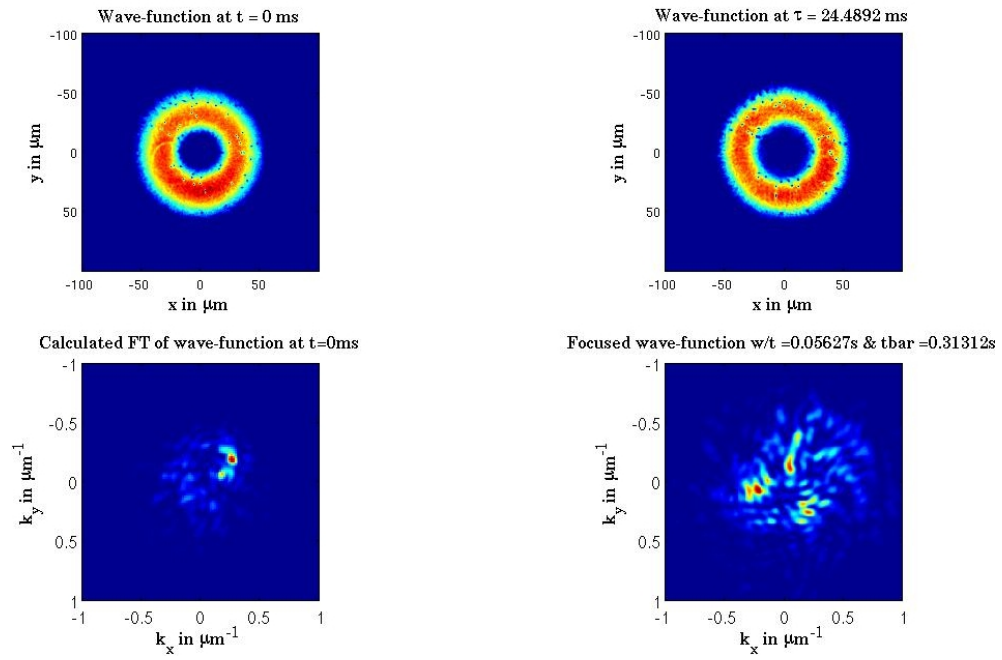 Wave-function at t = 0 ms
-100
-50
0
50
y in μm
-100 -50 0 50
x in μm
Wave-function at τ = 24.4892 ms
-100
-50
0
50
y in μm
-100 -50 0 50
x in μm
Calculated FT of wave-function at t=0ms
-1
-0.5
0
0.5
1
k_y in μm⁻¹
-1 -0.5 0 0.5 1
k_x in μm⁻¹
Focused wave-function w/t =0.05627s & tbar =0.31312s
-1
-0.5
0
0.5
1
k_y in μm⁻¹
-1 -0.5 0 0.5 1
k_x in μm⁻¹